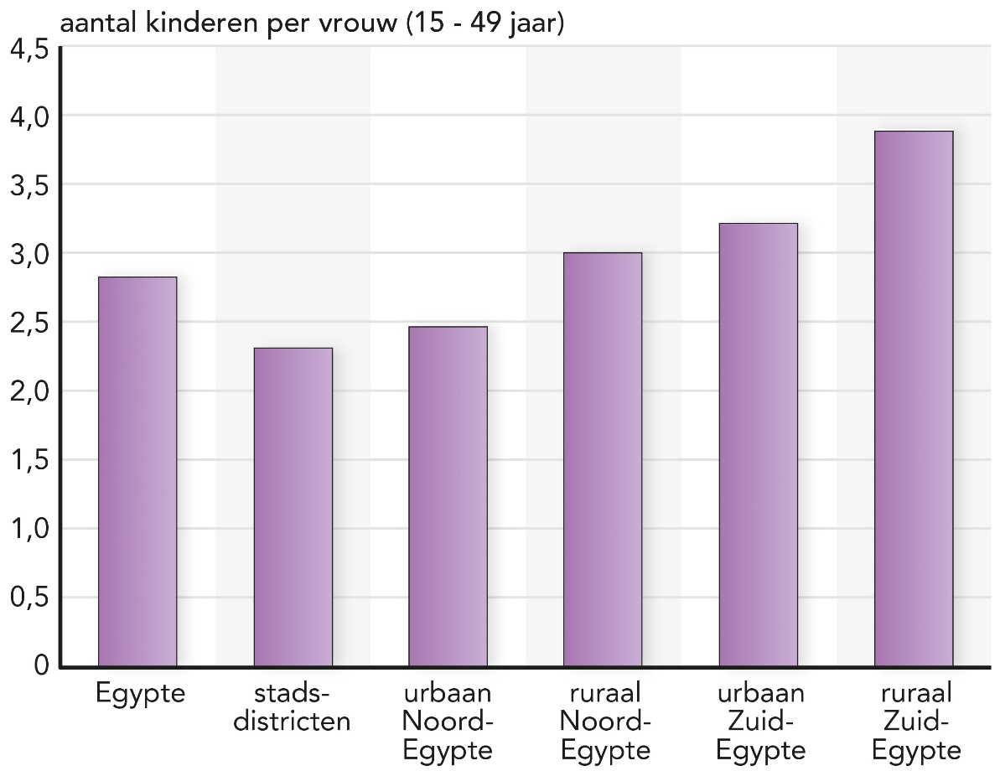 aantal kinderen per vrouw (15 - 49 jaar)
4,5
4,0
3,5
3,0
2,5
2,0
1,5
1,0
0,5
0
Egypte
stads-
districten
urbaan
Noord-
Egypte
ruraal
Noord-
Egypte
urbaan
Zuid-
Egypte
ruraal
Zuid-
Egypte